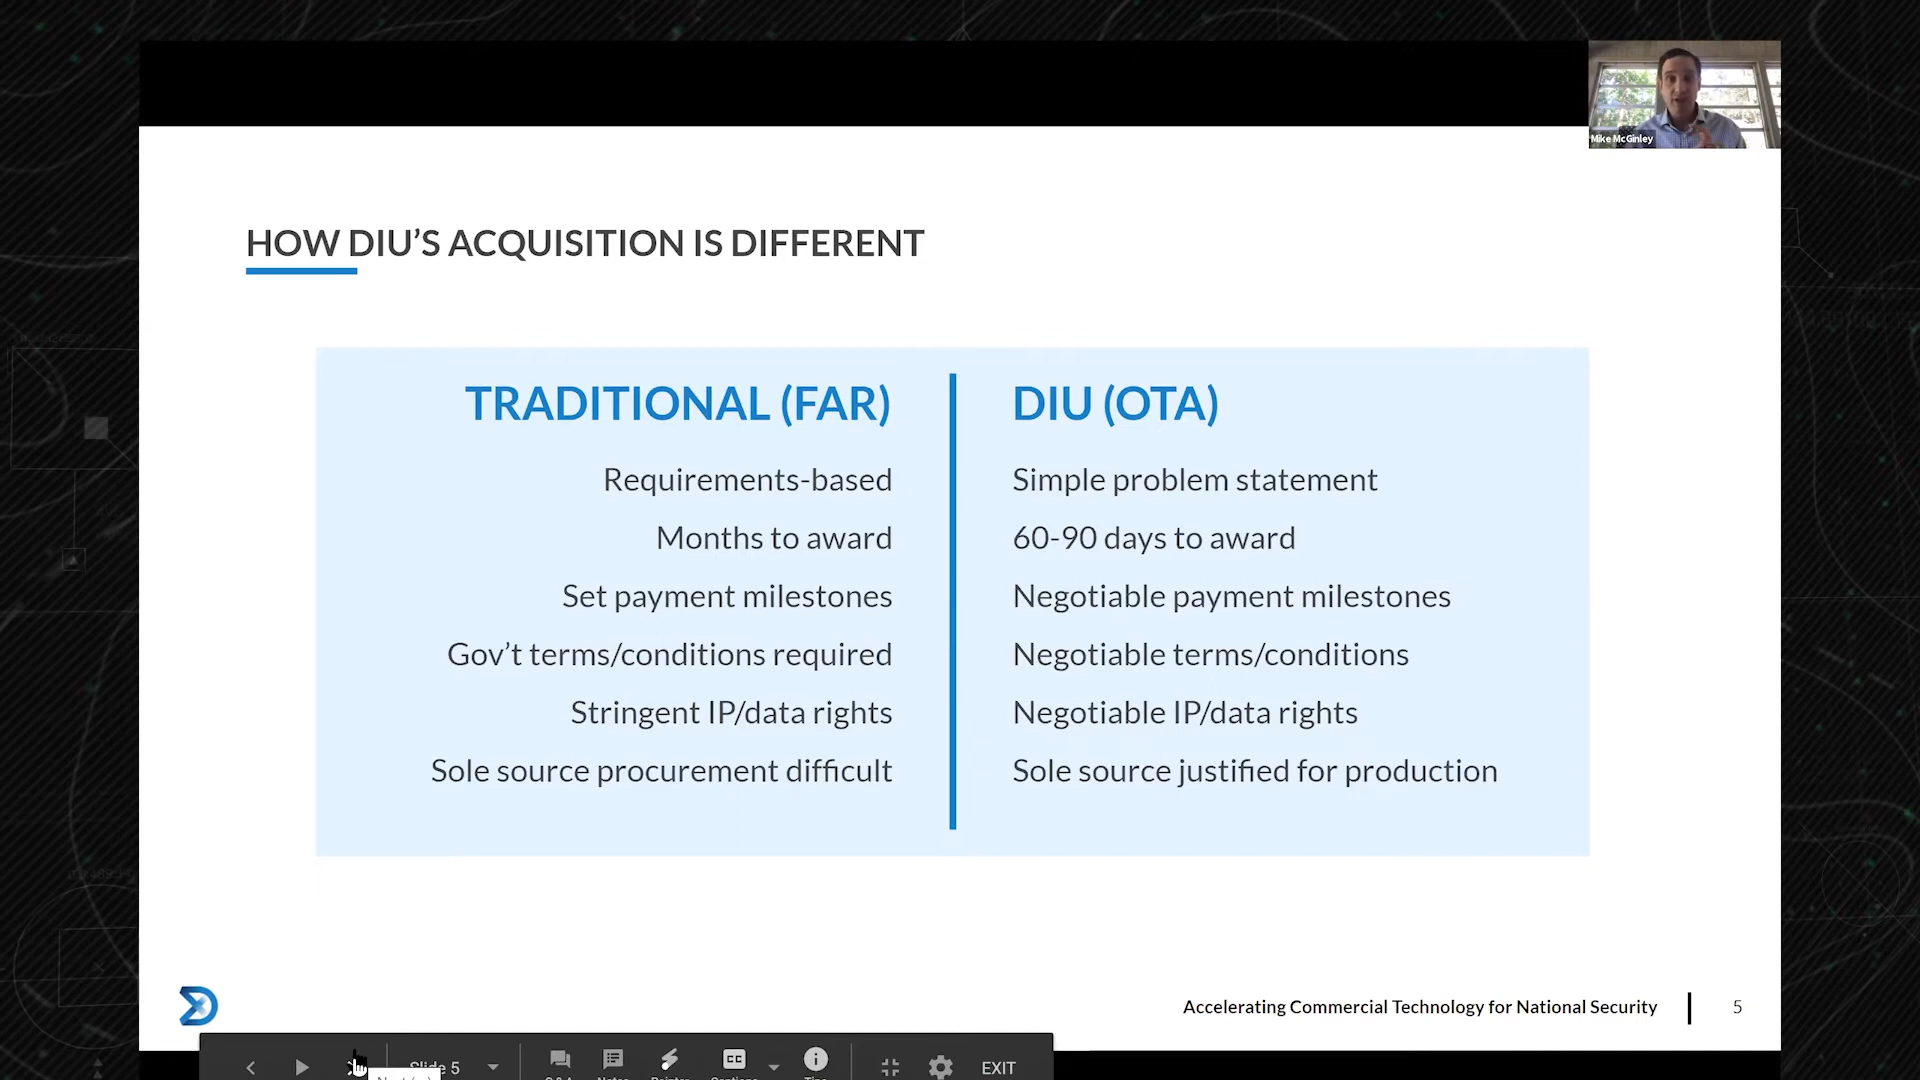 Mike McGinley
HOW DIU'S ACQUISITION IS DIFFERENT
TRADITIONAL (FAR)
Requirements-based
Months to award
Set payment milestones
Gov't terms/conditions required
Stringent IP/data rights
Sole source procurement difficult
DIU (OTA)
Simple problem statement
60-90 days to award
Negotiable payment milestones
Negotiable terms/conditions
Negotiable IP/data rights
Sole source justified for production
Accelerating Commercial Technology for National Security
5
Slide 5
CC
EXIT